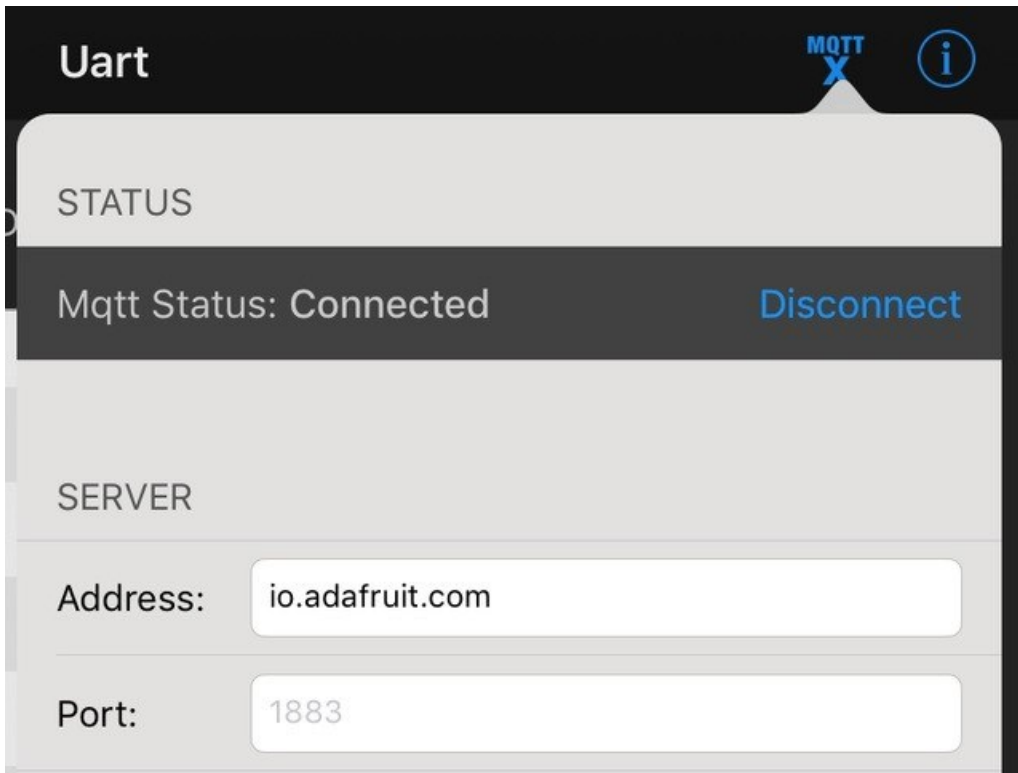 Uart
MQTT
X
i
STATUS
Mqtt Status: Connected Disconnect
SERVER
Address: io.adafruit.com
Port: 1883